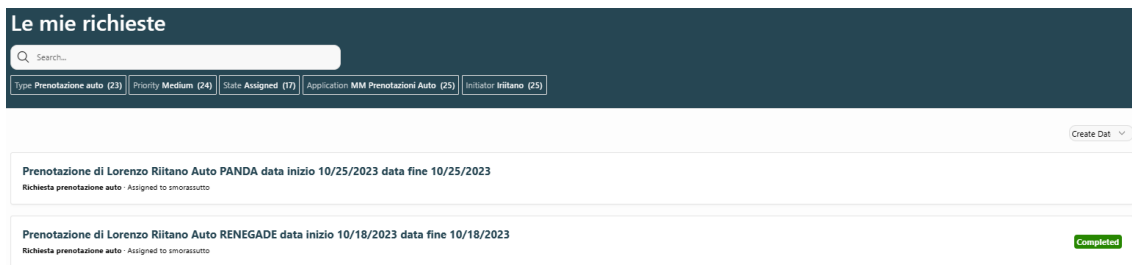 Le mie richieste
Search...
Type Prenotazione auto (23) Priority Medium (24) State Assigned (17) Application MM Prenotazioni Auto (25) Initiator lriitano (25)
Create Dat
Prenotazione di Lorenzo Riitano Auto PANDA data inizio 10/25/2023 data fine 10/25/2023
Richiesta prenotazione auto · Assigned to smorassutto
Prenotazione di Lorenzo Riitano Auto RENEGADE data inizio 10/18/2023 data fine 10/18/2023
Completed
Richiesta prenotazione auto · Assigned to smorassutto